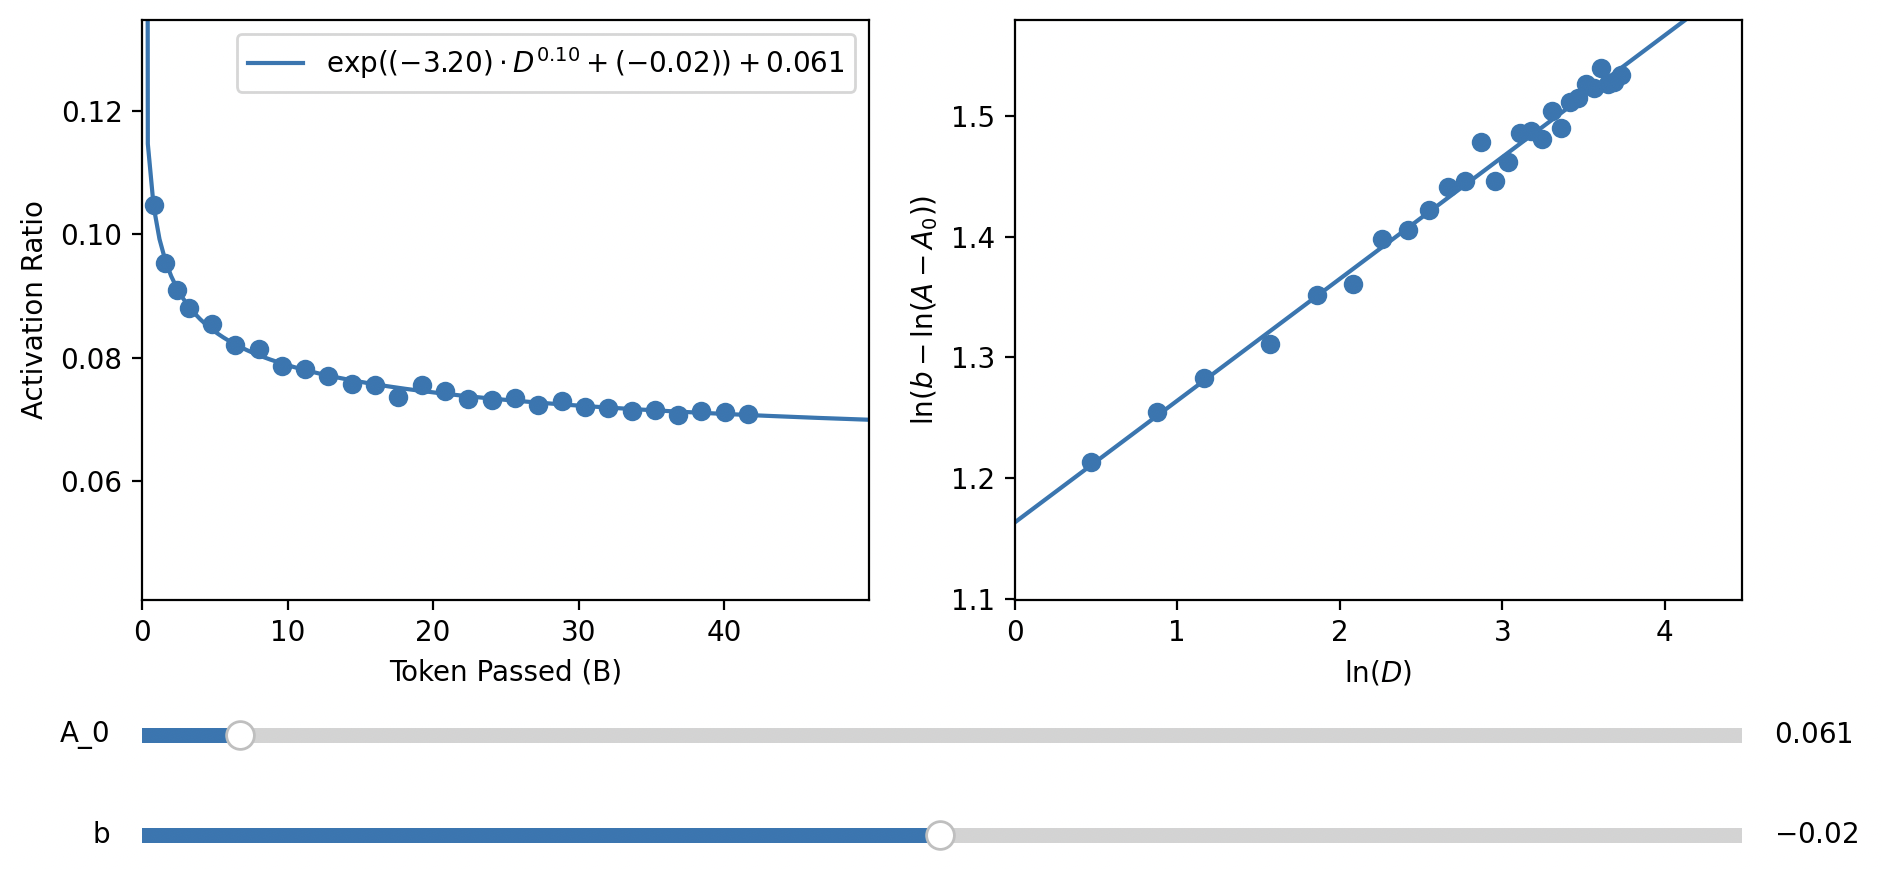 exp((−3.20) · D^0.10 + (−0.02)) + 0.061
0.12
0.10
0.08
0.06
Activation Ratio
0 10 20 30 40
Token Passed (B)
1.5
1.4
1.3
1.2
1.1
ln(b − ln(A − A₀))
0 1 2 3 4
ln(D)
A_0 0.061
b −0.02